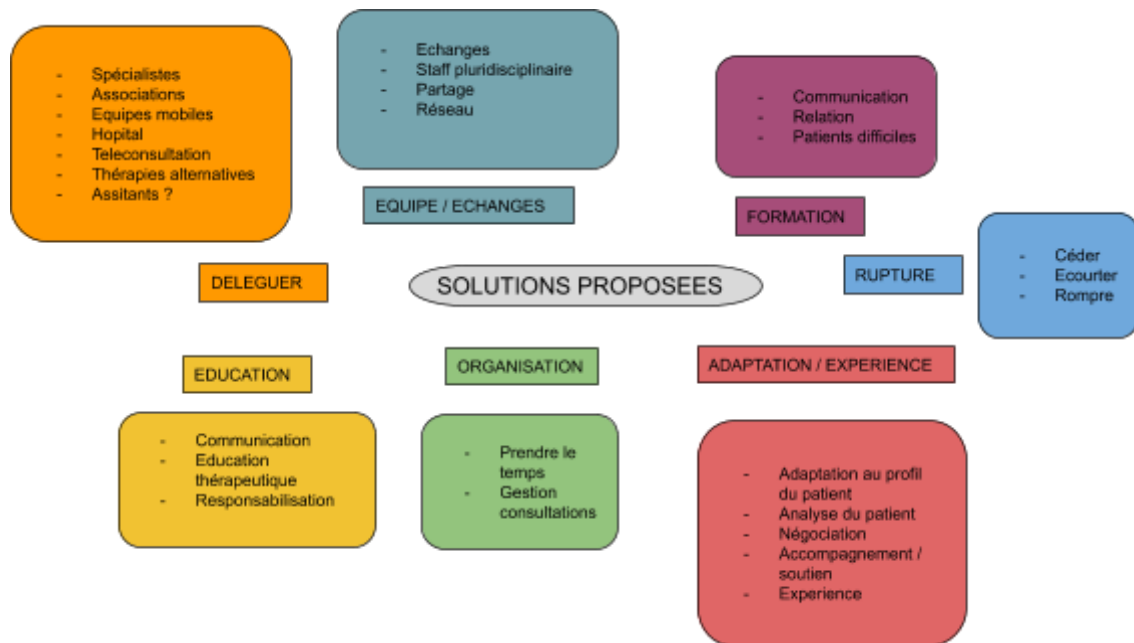 - Spécialistes
- Associations
- Equipes mobiles
- Hopital
- Teleconsultation
- Thérapies alternatives
- Assitants ?
DELEGUER
- Echanges
- Staff pluridisciplinaire
- Partage
- Réseau
EQUIPE / ECHANGES
- Communication
- Relation
- Patients difficiles
FORMATION
- Céder
- Ecourter
- Rompre
RUPTURE
SOLUTIONS PROPOSEES
EDUCATION
- Communication
- Education
thérapeutique
- Responsabilisation
ORGANISATION
- Prendre le
temps
- Gestion
consultations
ADAPTATION / EXPERIENCE
- Adaptation au profil
du patient
- Analyse du patient
- Négociation
- Accompagnement /
soutien
- Experience